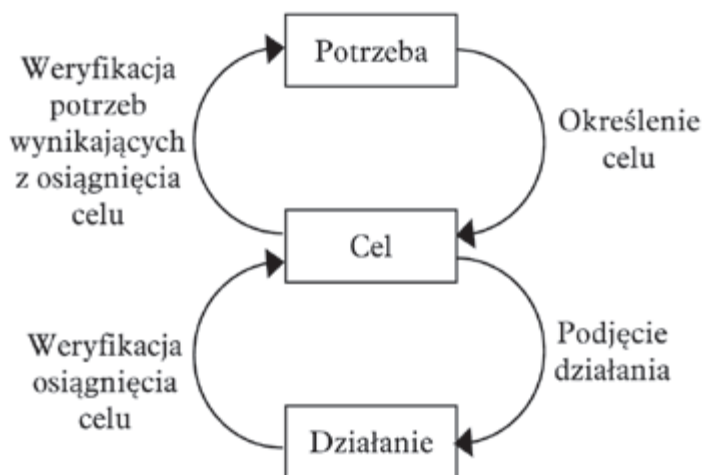 Potrzeba
Weryfikacja
potrzeb
wynikających
z osiągnięcia
celu
Określenie
celu
Cel
Weryfikacja
osiągnięcia
celu
Podjęcie
działania
Działanie